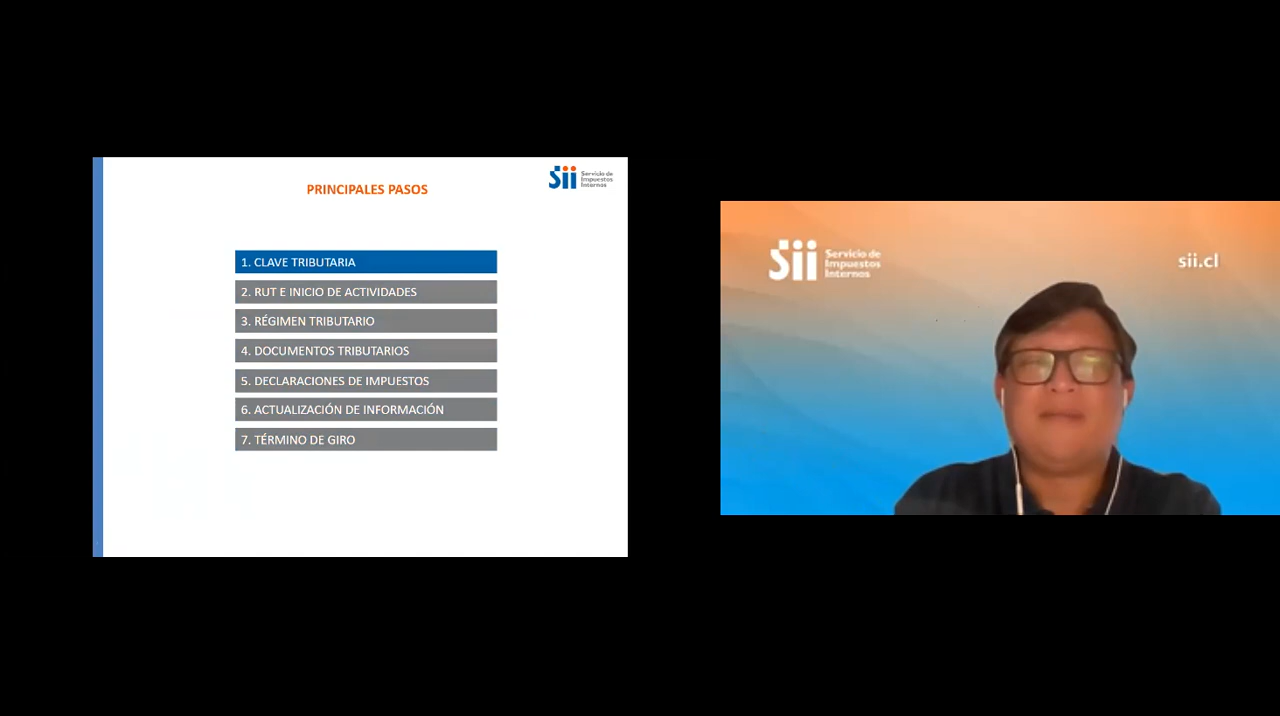 PRINCIPALES PASOS
sii Servicio de
Impuestos
Internos
1. CLAVE TRIBUTARIA
2. RUT E INICIO DE ACTIVIDADES
3. RÉGIMEN TRIBUTARIO
4. DOCUMENTOS TRIBUTARIOS
5. DECLARACIONES DE IMPUESTOS
6. ACTUALIZACIÓN DE INFORMACIÓN
7. TÉRMINO DE GIRO
sii Servicio de
Impuestos
Internos
sii.cl